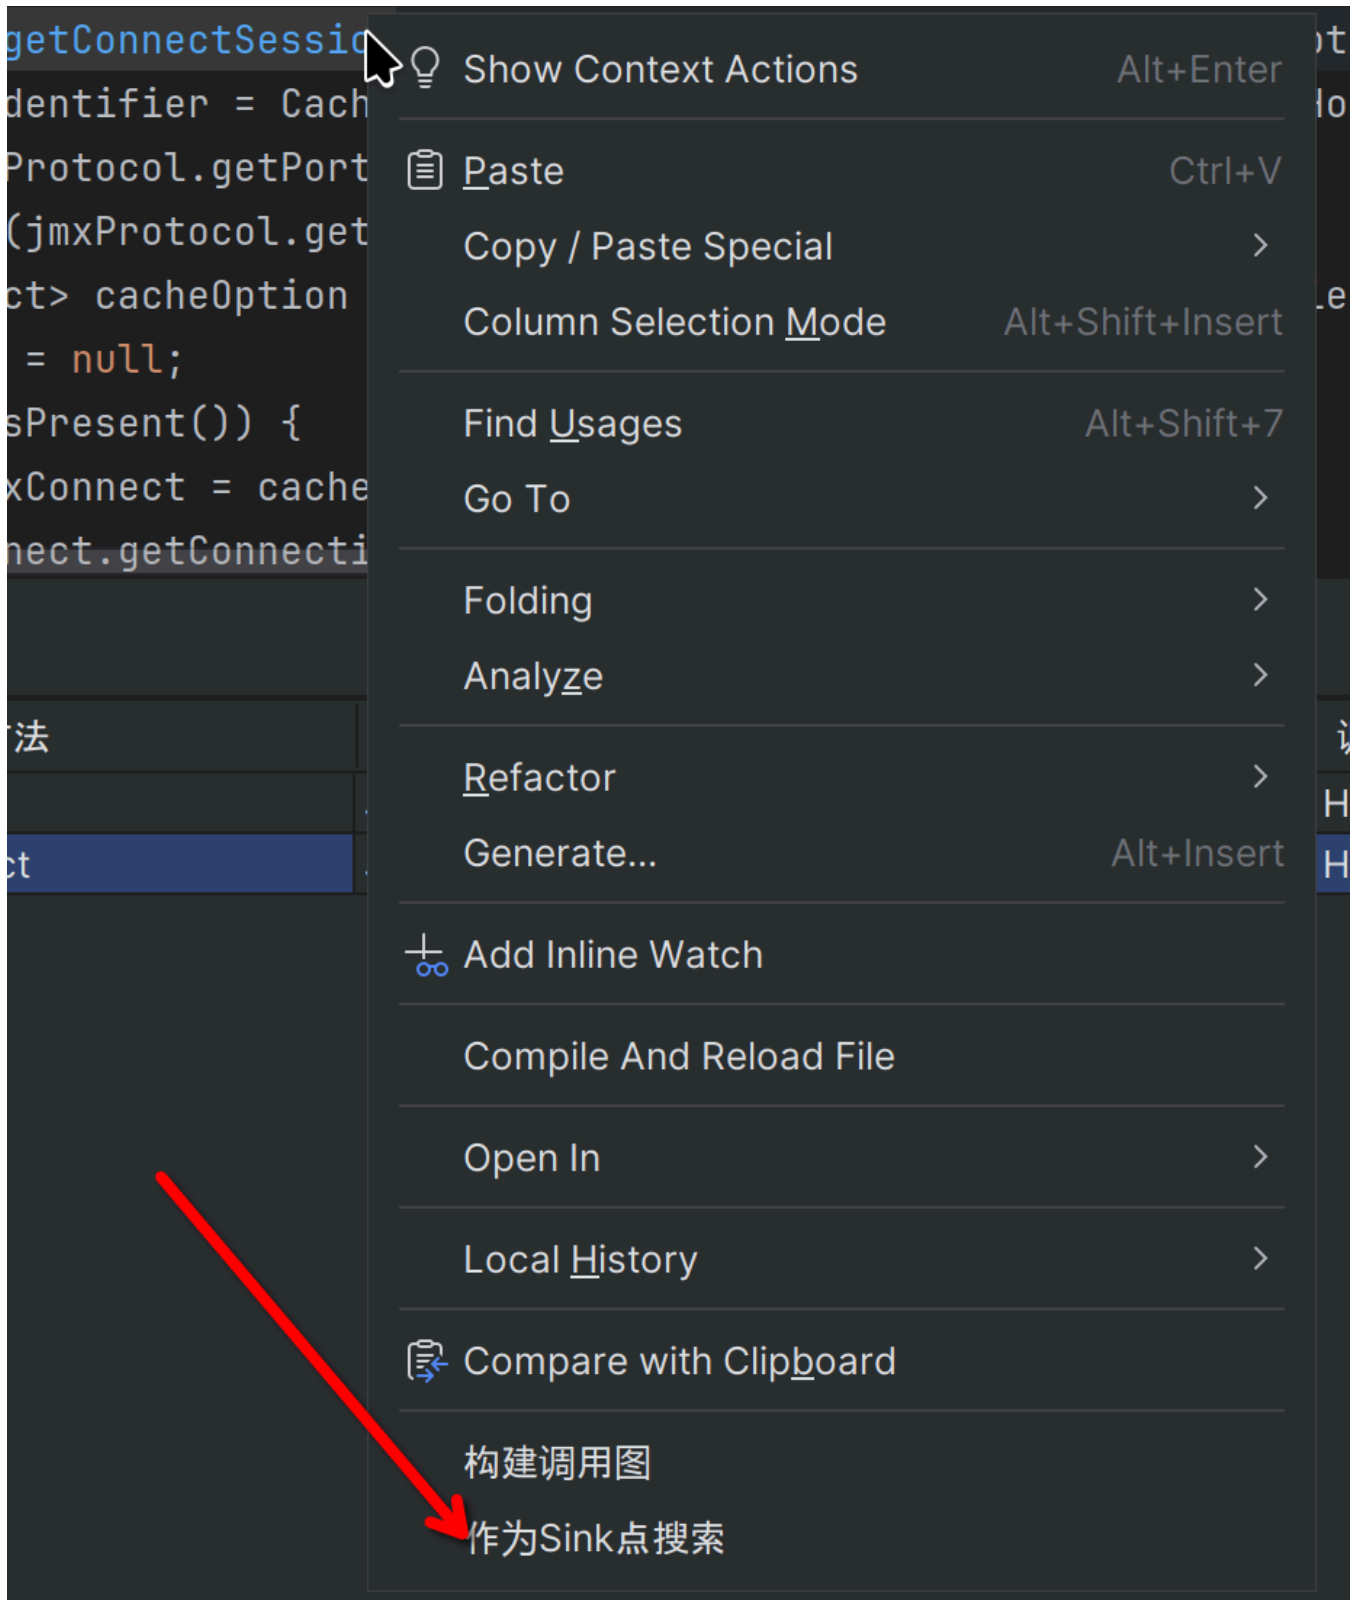 getConnectSessio
dentifier = Cach
Protocol.getPort
(jmxProtocol.get
ct> cacheOption
= null;
sPresent()) {
xConnect = cache
nect.getConnecti
法
ct
Show Context Actions Alt+Enter
Paste Ctrl+V
Copy / Paste Special
Column Selection Mode Alt+Shift+Insert
Find Usages Alt+Shift+7
Go To
Folding
Analyze
Refactor
Generate... Alt+Insert
Add Inline Watch
Compile And Reload File
Open In
Local History
Compare with Clipboard
构建调用图
作为Sink点搜索
H
H